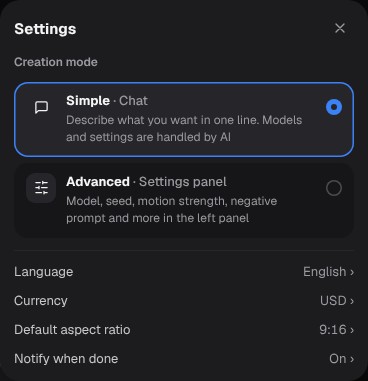 Settings
Creation mode
Simple · Chat
Describe what you want in one line. Models
and settings are handled by AI
Advanced · Settings panel
Model, seed, motion strength, negative
prompt and more in the left panel
Language English ›
Currency USD ›
Default aspect ratio 9:16 ›
Notify when done On ›